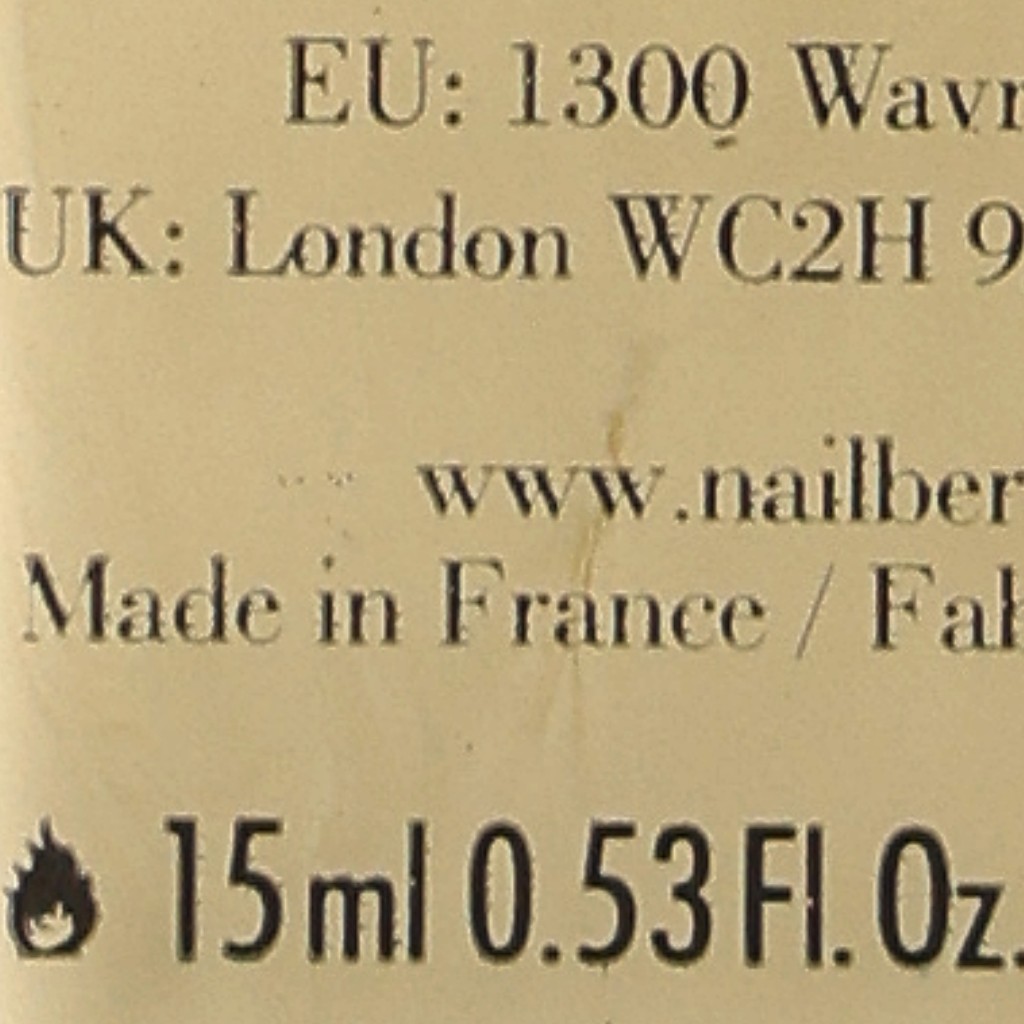 EU: 1300 Wavr
UK: London WC2H 9
www.nailber
Made in France / Fab
15ml 0.53 Fl. Oz.